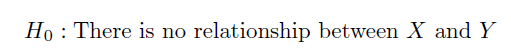 H₀ : There is no relationship between X and Y